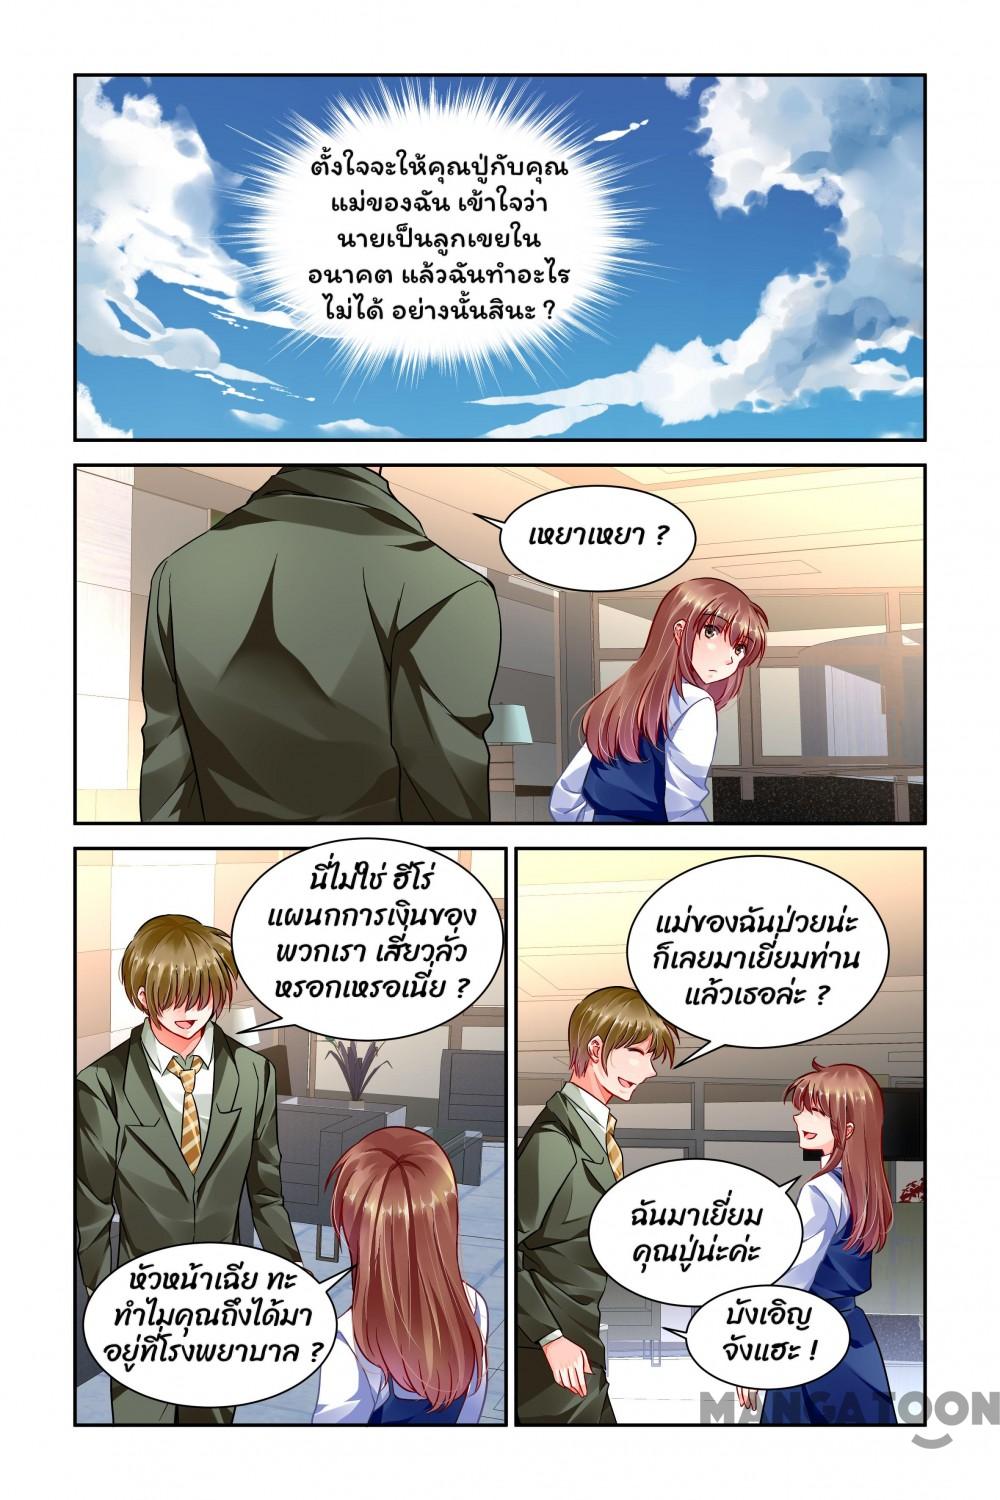 ตั้งใจจะให้คุณปู่กับคุณ
แม่ของฉัน เข้าใจว่า
นายเป็นลูกเขยใน
อนาคต แล้วฉันทำอะไร
ไม่ได้ อย่างนั้นสินะ ?
เหยาเหยา ?
นี่ไม่ใช่ ฮีโร่
แผนกการเงินของ
พวกเรา เสี่ยวลั่ว
หรอกเหรอเนี่ย ?
หัวหน้าเฉีย ทะ
ทำไมคุณถึงได้มา
อยู่ที่โรงพยาบาล ?
แม่ของฉันป่วยน่ะ
ก็เลยมาเยี่ยมท่าน
แล้วเธอล่ะ ?
ฉันมาเยี่ยม
คุณปู่น่ะค่ะ
บังเอิญ
จังแฮะ !
MANGATOON